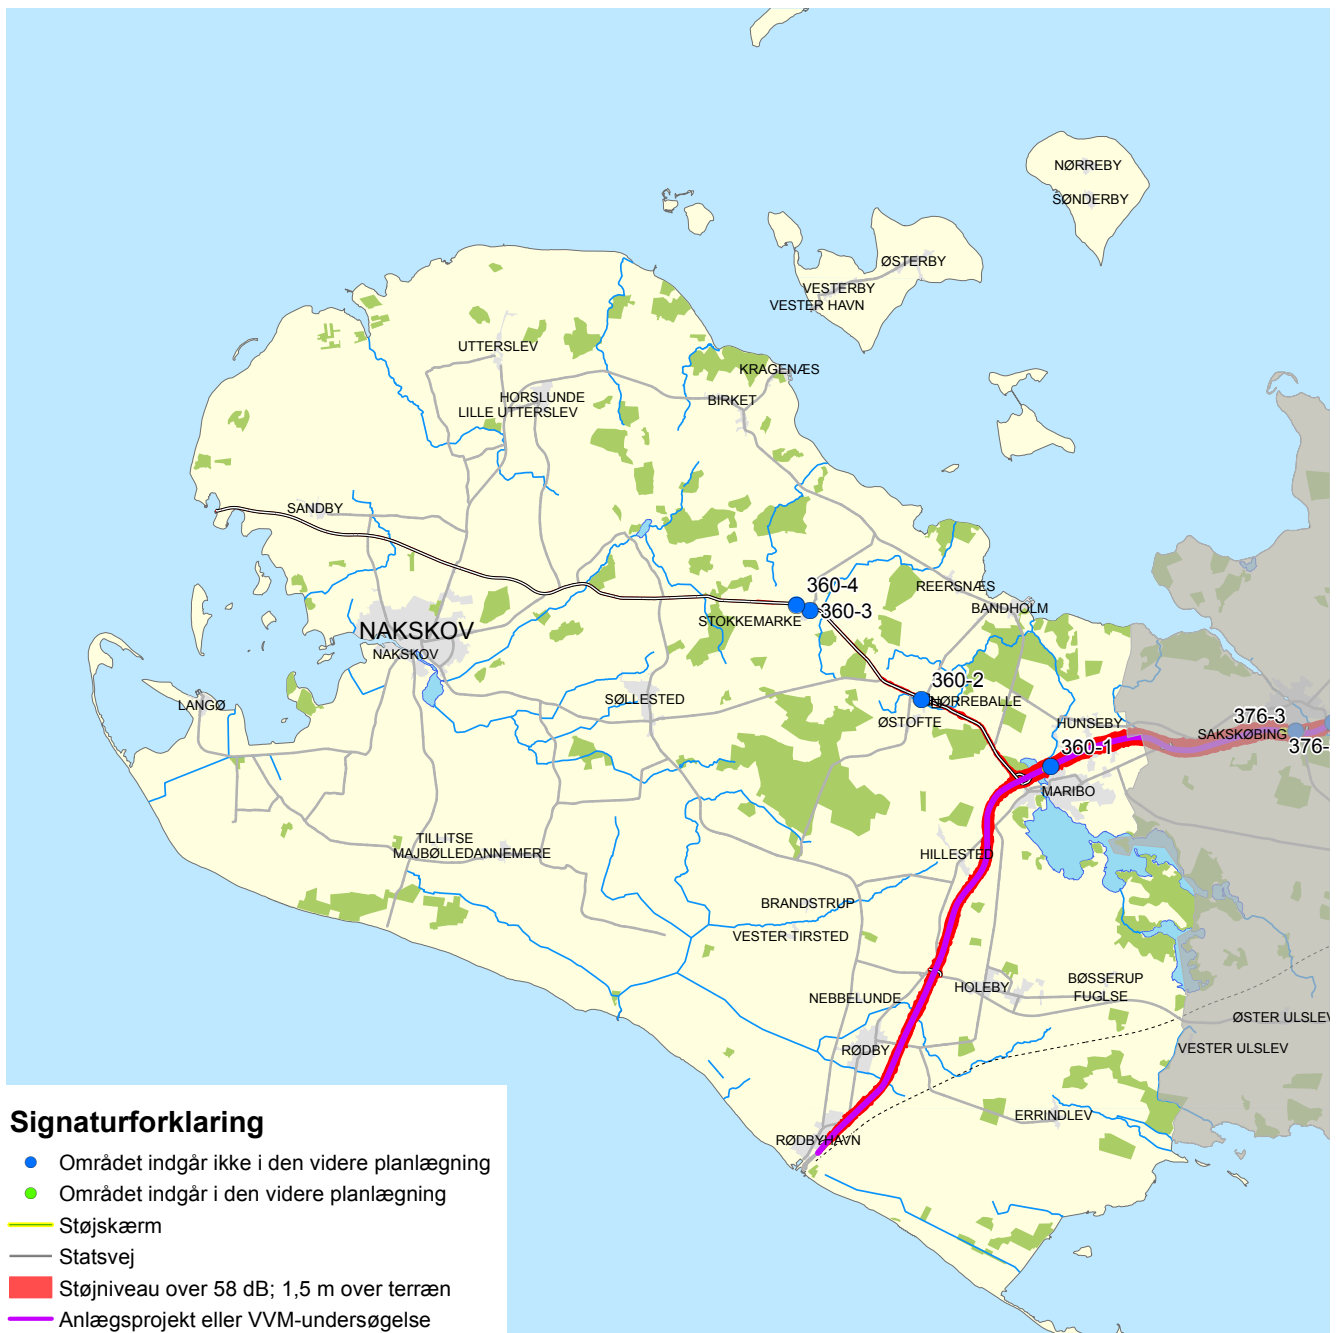 NØRREBY
SØNDERBY
ØSTERBY
VESTERBY
VESTER HAVN
UTTERSLEV
KRAGENÆS
HORSLUNDE
BIRKET
LILLE UTTERSLEV
SANDBY
360-4
REERSNÆS
360-3
BANDHOLM
STOKKEMARKE
NAKSKOV
NAKSKOV
360-2
SØLLESTED
NØRREBALLE
LANGØ
ØSTOFTE
HUNSEBY
376-3
SAKSKØBING
360-1
376-
MARIBO
TILLITSE
MAJBØLLEDANNEMERE
HILLESTED
BRANDSTRUP
VESTER TIRSTED
BØSSERUP
HOLEBY
NEBBELUNDE
FUGLSE
ØSTER ULSLEV
RØDBY
VESTER ULSLEV
ERRINDLEV
RØDBYHAVN
Signaturforklaring
Området indgår ikke i den videre planlægning
Området indgår i den videre planlægning
Støjskærm
Statsvej
Støjniveau over 58 dB; 1,5 m over terræn
Anlægsprojekt eller VVM-undersøgelse